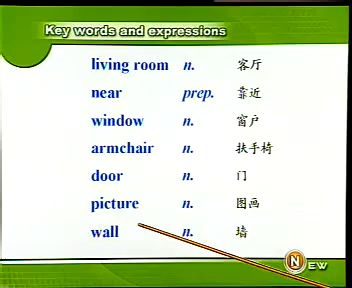 Key words and expressions
living room n. 客厅
near prep. 靠近
window n. 窗户
armchair n. 扶手椅
door n. 门
picture n. 图画
wall n. 墙
NEW